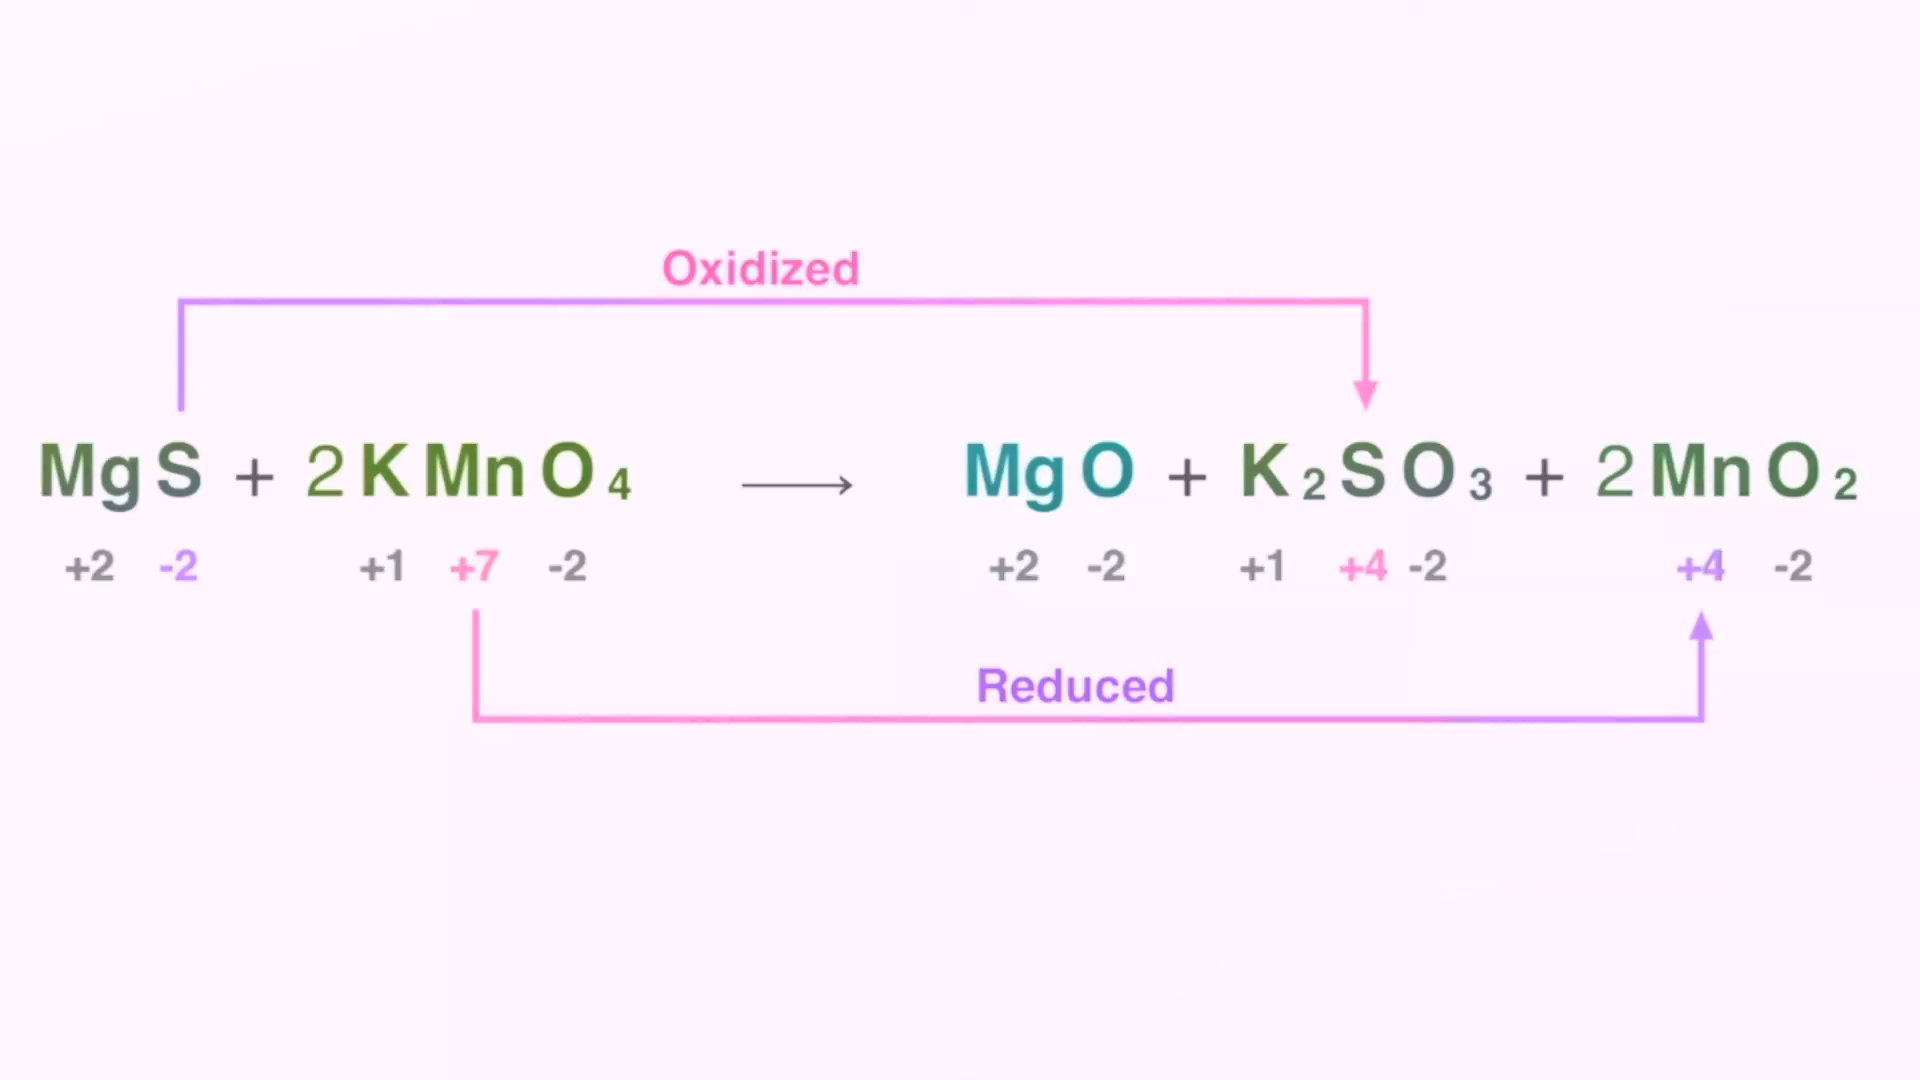 Oxidized
MgS + 2KMnO₄ ⟶ MgO + K₂SO₃ + 2MnO₂
+2 -2 +1 +7 -2 +2 -2 +1 +4 -2 +4 -2
Reduced